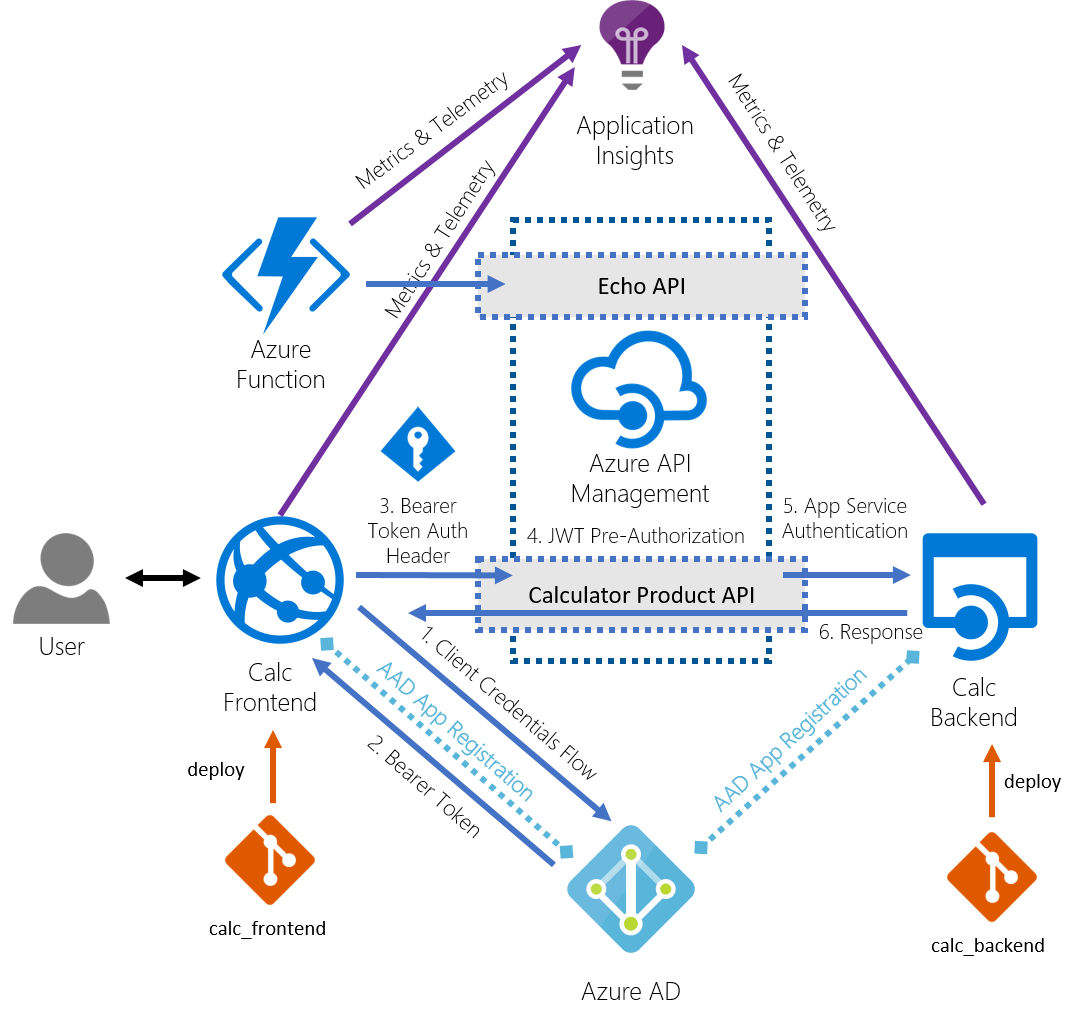 Application
Insights
Metrics & Telemetry
Metrics & Telemetry
Metrics & Telemetry
Echo API
Azure
Function
Azure API
Management
3. Bearer
Token Auth
Header
4. JWT Pre-Authorization
5. App Service
Authentication
Calculator Product API
6. Response
User
Calc
Frontend
Calc
Backend
1. Client Credentials Flow
AAD App Registration
2. Bearer Token
AAD App Registration
deploy
deploy
calc_frontend
calc_backend
Azure AD